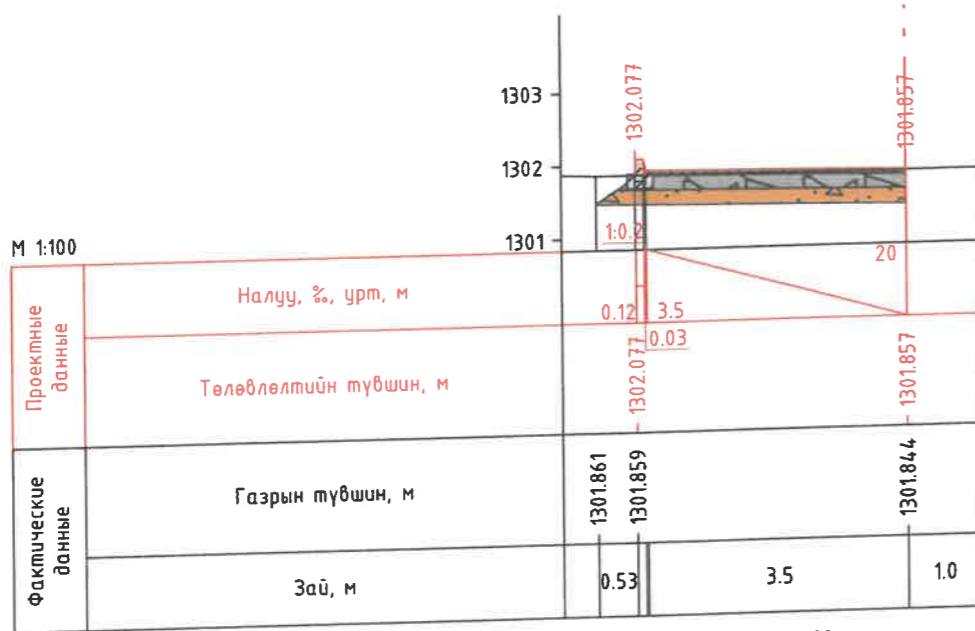 1303
1302
1301
1302.077
1301.857
1:0.2
20
М 1:100
Проектные
данные
Налуу, ‰, урт, м
0.12
3.5
0.03
Төлөвлөлтийн түвшин, м
1302.077
1301.857
Фактические
данные
Газрын түвшин, м
1301.861
1301.859
1301.844
Зай, м
0.53
3.5
1.0